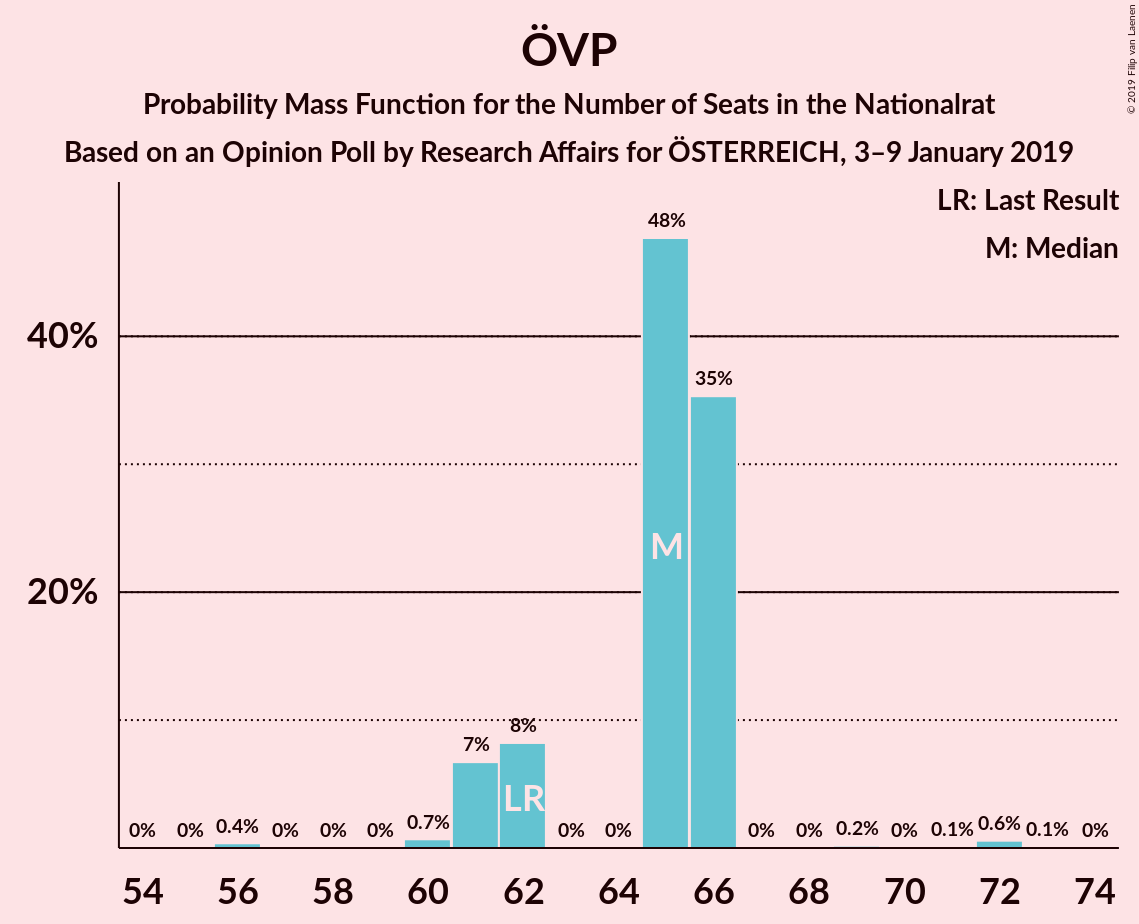 ÖVP
Probability Mass Function for the Number of Seats in the Nationalrat
Based on an Opinion Poll by Research Affairs for ÖSTERREICH, 3–9 January 2019
© 2019 Filip van Laenen
LR: Last Result
M: Median
40%
20%
0%
0%
0.4%
0%
0%
0%
0.7%
7%
8%
0%
0%
48%
35%
0%
0%
0.2%
0%
0.1%
0.6%
0.1%
0%
LR
M
54 56 58 60 62 64 66 68 70 72 74